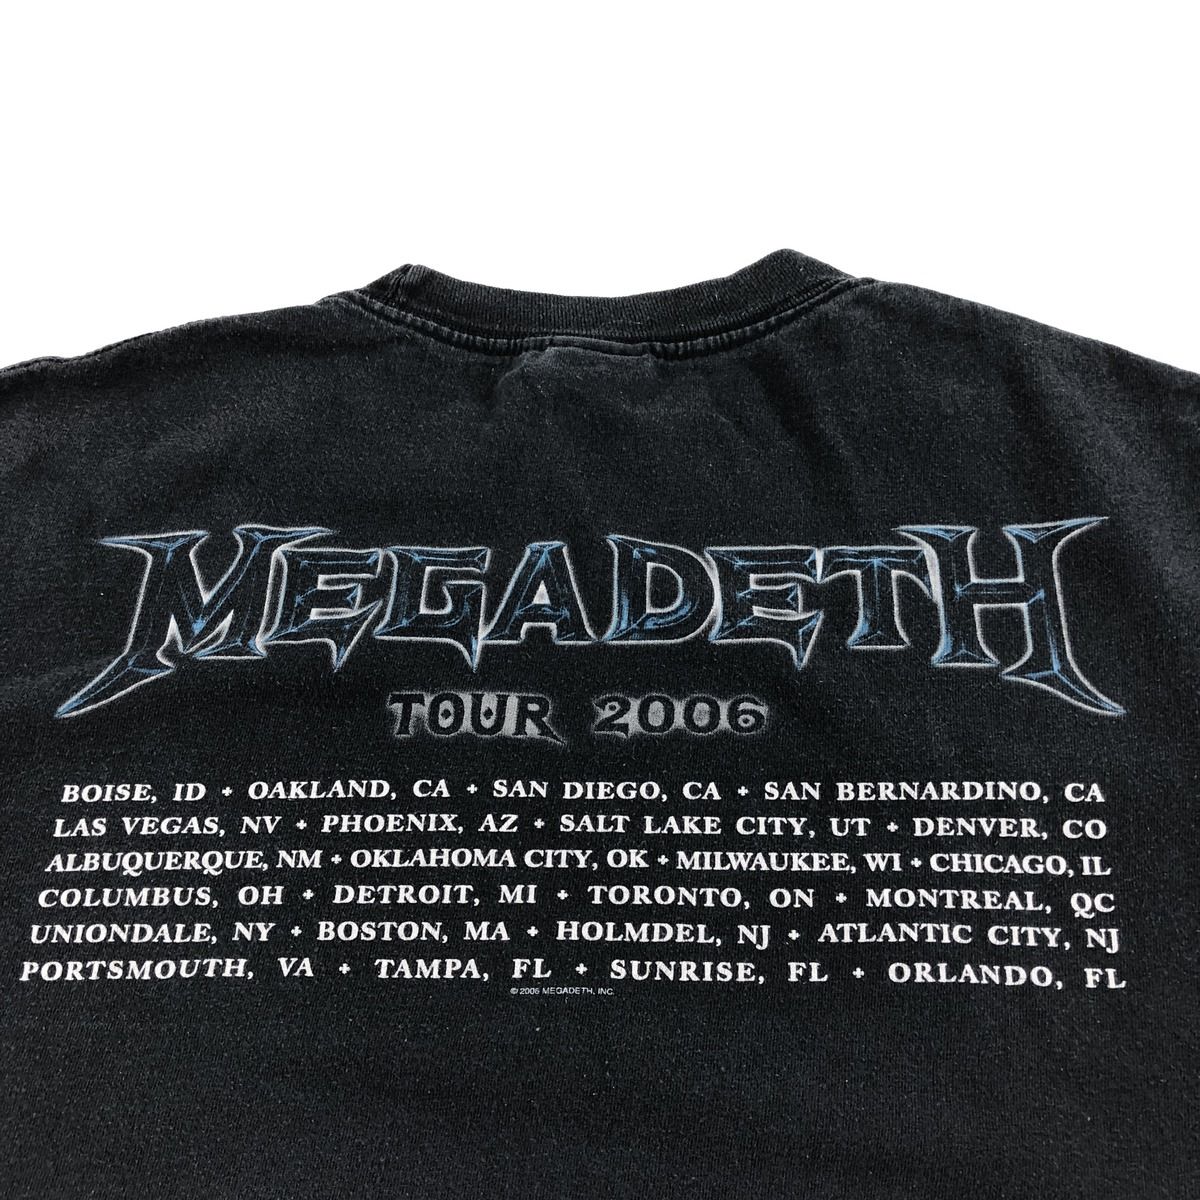 MEGADETH
TOUR 2006
BOISE, ID + OAKLAND, CA + SAN DIEGO, CA + SAN BERNARDINO, CA
LAS VEGAS, NV + PHOENIX, AZ + SALT LAKE CITY, UT + DENVER, CO
ALBUQUERQUE, NM + OKLAHOMA CITY, OK + MILWAUKEE, WI + CHICAGO, IL
COLUMBUS, OH + DETROIT, MI + TORONTO, ON + MONTREAL, QC
UNIONDALE, NY + BOSTON, MA + HOLMDEL, NJ + ATLANTIC CITY, NJ
PORTSMOUTH, VA + TAMPA, FL + SUNRISE, FL + ORLANDO, FL
© 2006 MEGADETH, INC.